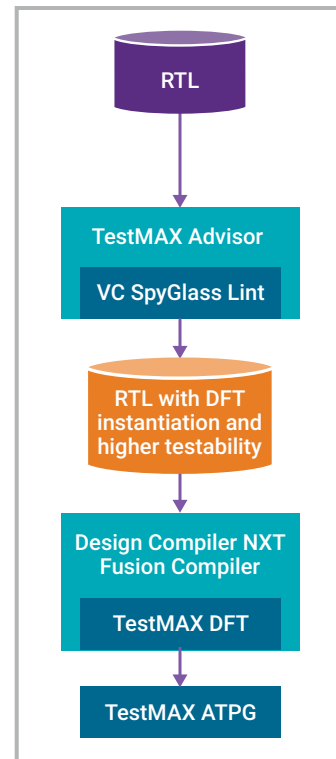 RTL
TestMAX Advisor
VC SpyGlass Lint
RTL with DFT
instantiation and
higher testability
Design Compiler NXT
Fusion Compiler
TestMAX DFT
TestMAX ATPG